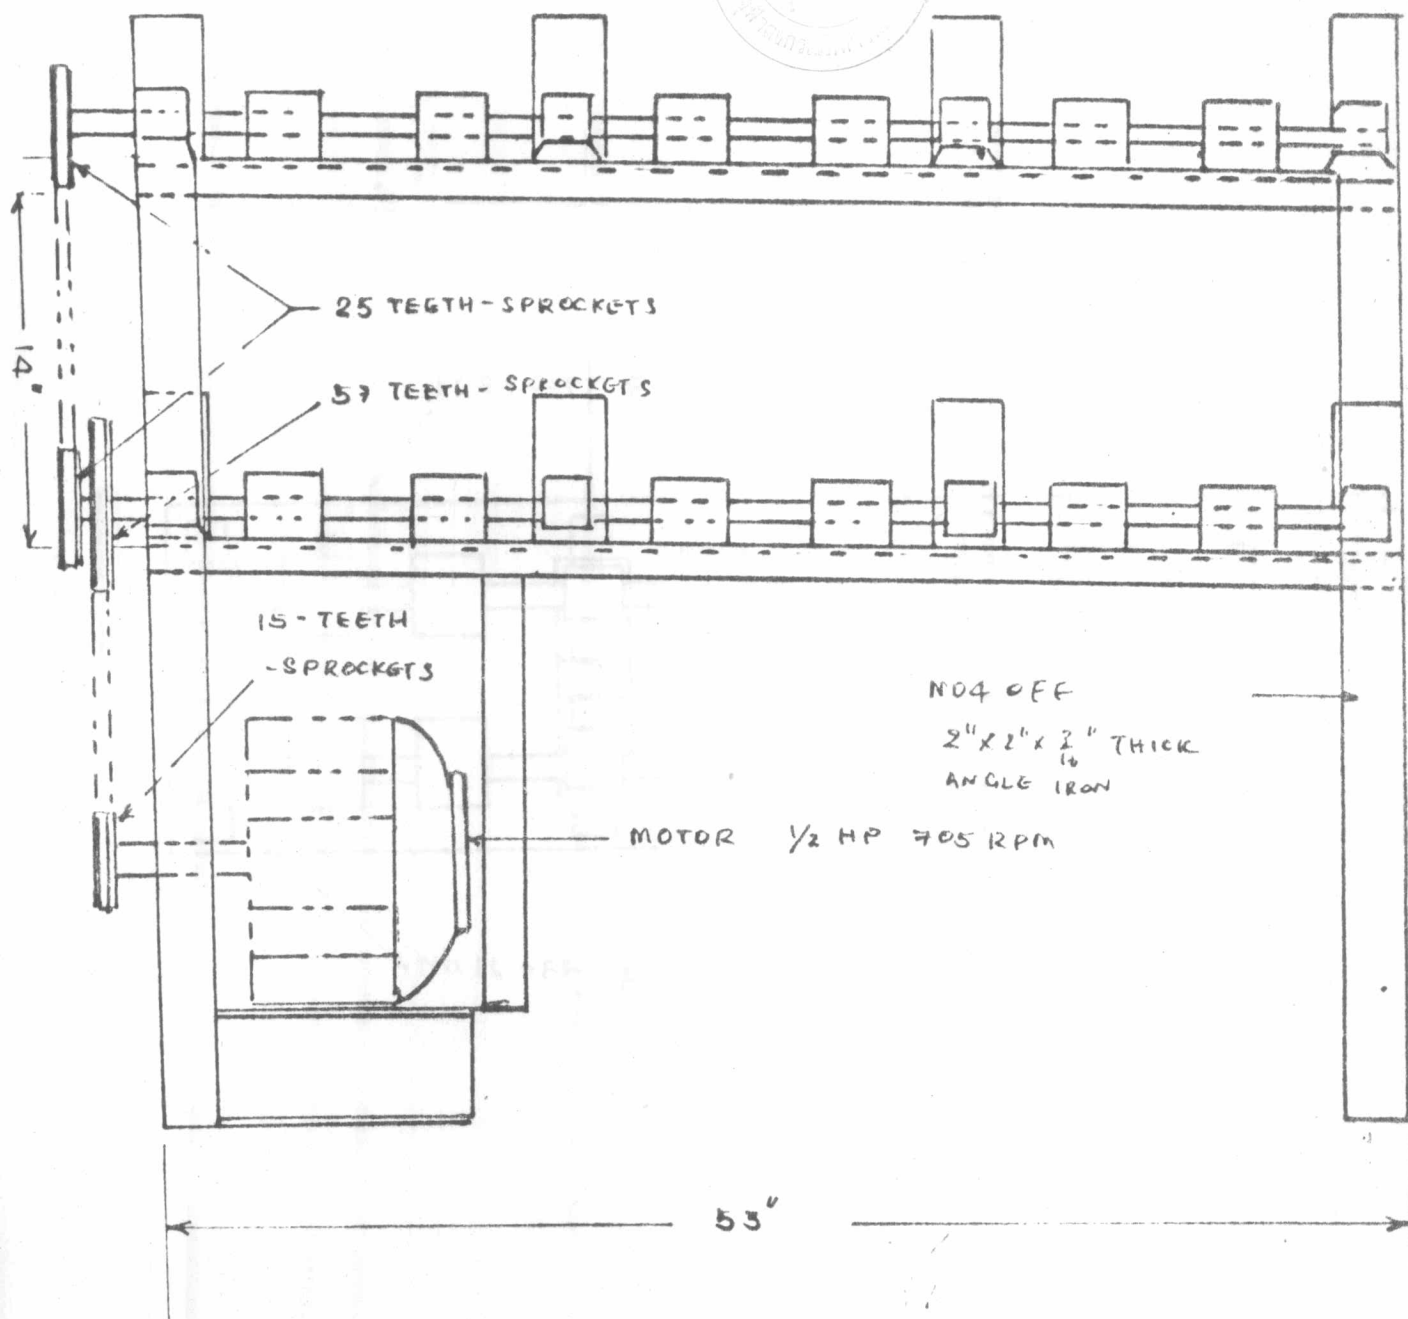 25 TEETH-SPROCKETS
14"
57 TEETH- SPROCKETS
15-TEETH
-SPROCKETS
NO4 OFF
2" x 2" x 3/16" THICK
ANGLE IRON
MOTOR 1/2 HP 705 RPM
53"